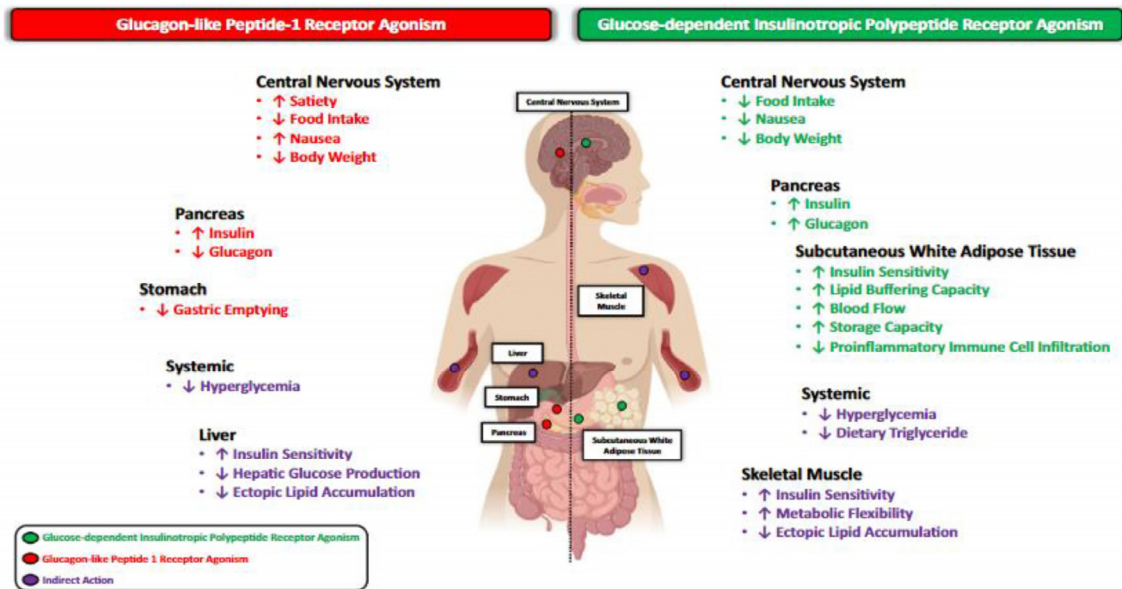 Glucagon-like Peptide-1 Receptor Agonism
Glucose-dependent Insulinotropic Polypeptide Receptor Agonism
Central Nervous System
• ↑ Satiety
• ↓ Food Intake
• ↑ Nausea
• ↓ Body Weight
Pancreas
• ↑ Insulin
• ↓ Glucagon
Stomach
• ↓ Gastric Emptying
Systemic
• ↓ Hyperglycemia
Liver
• ↑ Insulin Sensitivity
• ↓ Hepatic Glucose Production
• ↓ Ectopic Lipid Accumulation
Central Nervous System
Skeletal
Muscle
Liver
Stomach
Pancreas
Subcutaneous White
Adipose Tissue
Central Nervous System
• ↓ Food Intake
• ↓ Nausea
• ↓ Body Weight
Pancreas
• ↑ Insulin
• ↑ Glucagon
Subcutaneous White Adipose Tissue
• ↑ Insulin Sensitivity
• ↑ Lipid Buffering Capacity
• ↑ Blood Flow
• ↑ Storage Capacity
• ↓ Proinflammatory Immune Cell Infiltration
Systemic
• ↓ Hyperglycemia
• ↓ Dietary Triglyceride
Skeletal Muscle
• ↑ Insulin Sensitivity
• ↑ Metabolic Flexibility
• ↓ Ectopic Lipid Accumulation
Glucose-dependent Insulinotropic Polypeptide Receptor Agonism
Glucagon-like Peptide 1 Receptor Agonism
Indirect Action